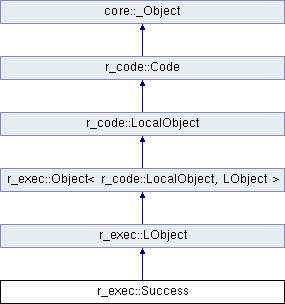 core::_Object
r_code::Code
r_code::LocalObject
r_exec::Object< r_code::LocalObject, LObject >
r_exec::LObject
r_exec::Success